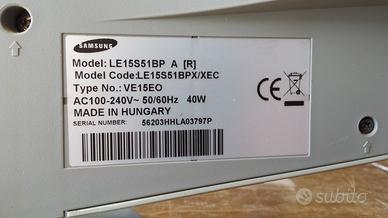 SAMSUNG
Model: LE15S51BP A [R]
Model Code:LE15S51BPX/XEC
Type No.: VE15EO
AC100-240V~ 50/60Hz 40W
MADE IN HUNGARY
SERIAL NUMBER: 56203HHLA03797P
CE
subito